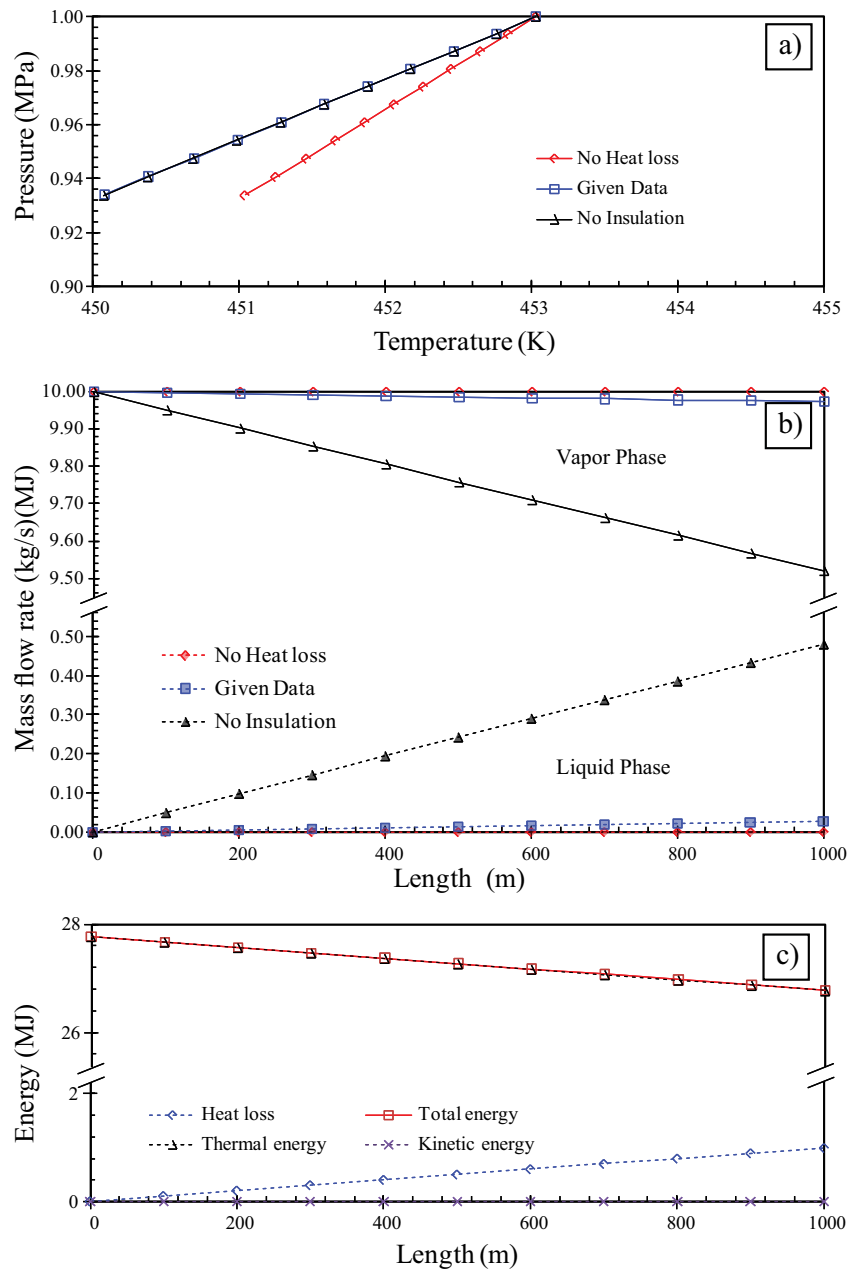 a)
Pressure (MPa)
1.00
0.98
0.96
0.94
0.92
0.90
No Heat loss
Given Data
No Insulation
450 451 452 453 454 455
Temperature (K)
b)
Mass flow rate (kg/s)(MJ)
10.00
9.90
9.80
9.70
9.60
9.50
Vapor Phase
0.50
0.40
0.30
0.20
0.10
0.00
No Heat loss
Given Data
No Insulation
Liquid Phase
0 200 400 600 800 1000
Length (m)
c)
Energy (MJ)
28
26
2
0
Heat loss Total energy
Thermal energy Kinetic energy
0 200 400 600 800 1000
Length (m)